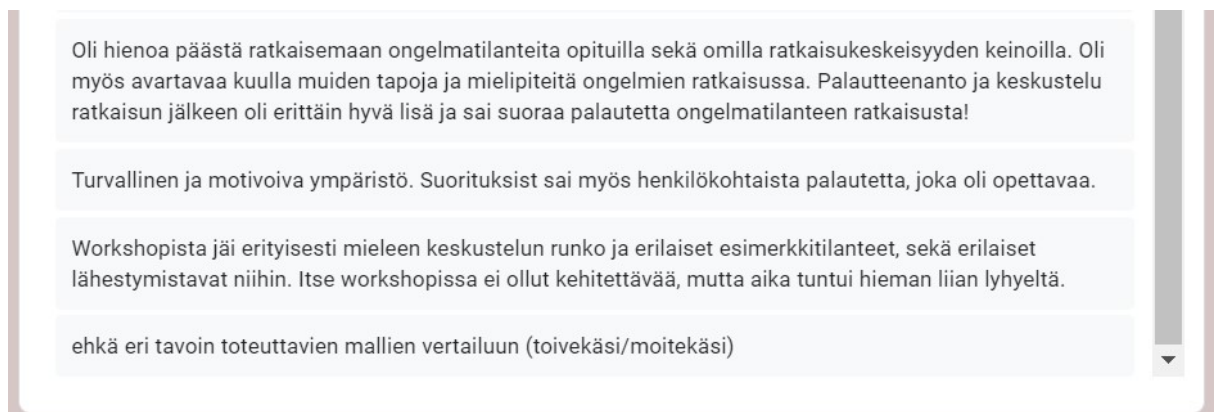 Oli hienoa päästä ratkaisemaan ongelmatilanteita opituilla sekä omilla ratkaisukeskeisyyden keinoilla. Oli
myös avartavaa kuulla muiden tapoja ja mielipiteitä ongelmien ratkaisussa. Palautteenanto ja keskustelu
ratkaisun jälkeen oli erittäin hyvä lisä ja sai suoraa palautetta ongelmatilanteen ratkaisusta!
Turvallinen ja motivoiva ympäristö. Suorituksist sai myös henkilökohtaista palautetta, joka oli opettavaa.
Workshopista jäi erityisesti mieleen keskustelun runko ja erilaiset esimerkkitilanteet, sekä erilaiset
lähestymistavat niihin. Itse workshopissa ei ollut kehitettävää, mutta aika tuntui hieman liian lyhyeltä.
ehkä eri tavoin toteuttavien mallien vertailuun (toivekäsi/moitekäsi)